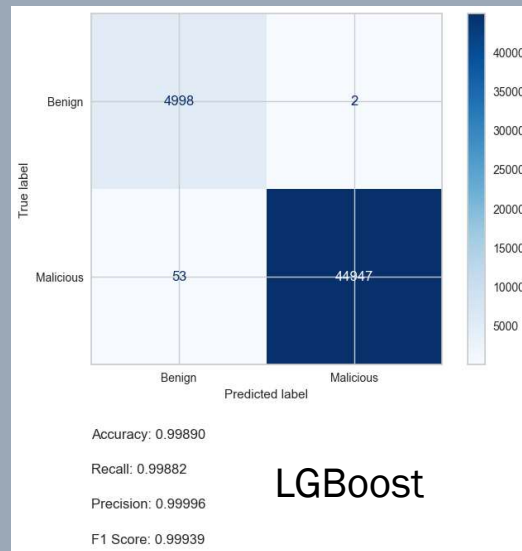 40000
35000
30000
25000
20000
15000
10000
5000
True label
Benign
4998
2
Malicious
53
44947
Benign
Malicious
Predicted label
Accuracy: 0.99890
Recall: 0.99882
Precision: 0.99996
F1 Score: 0.99939
LGBoost